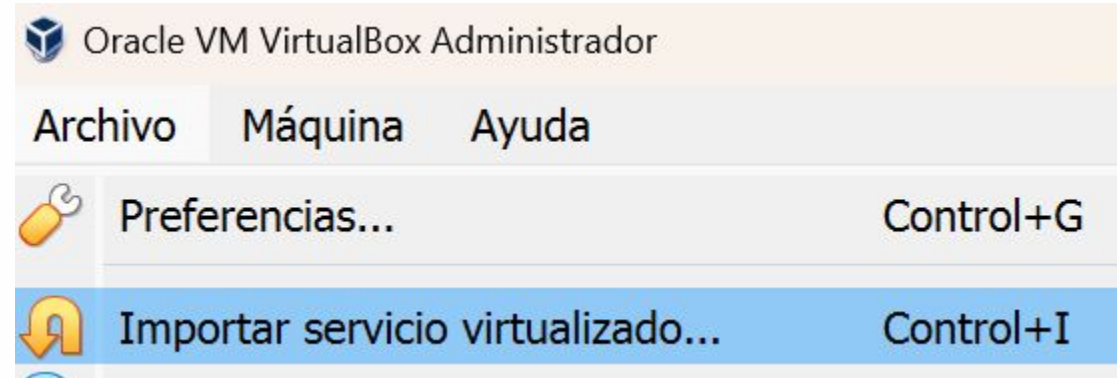 Oracle VM VirtualBox Administrador
Archivo Máquina Ayuda
Preferencias... Control+G
Importar servicio virtualizado... Control+I